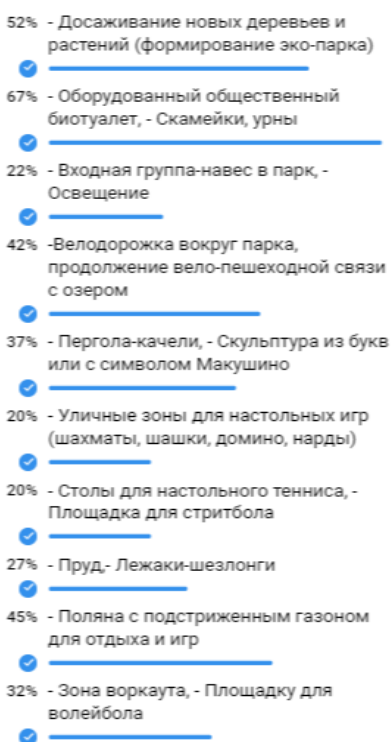 52% - Досаживание новых деревьев и
растений (формирование эко-парка)
67% - Оборудованный общественный
биотуалет, - Скамейки, урны
22% - Входная группа-навес в парк, -
Освещение
42% -Велодорожка вокруг парка,
продолжение вело-пешеходной связи
с озером
37% - Пергола-качели, - Скульптура из букв
или с символом Макушино
20% - Уличные зоны для настольных игр
(шахматы, шашки, домино, нарды)
20% - Столы для настольного тенниса, -
Площадка для стритбола
27% - Пруд,- Лежаки-шезлонги
45% - Поляна с подстриженным газоном
для отдыха и игр
32% - Зона воркаута, - Площадку для
волейбола